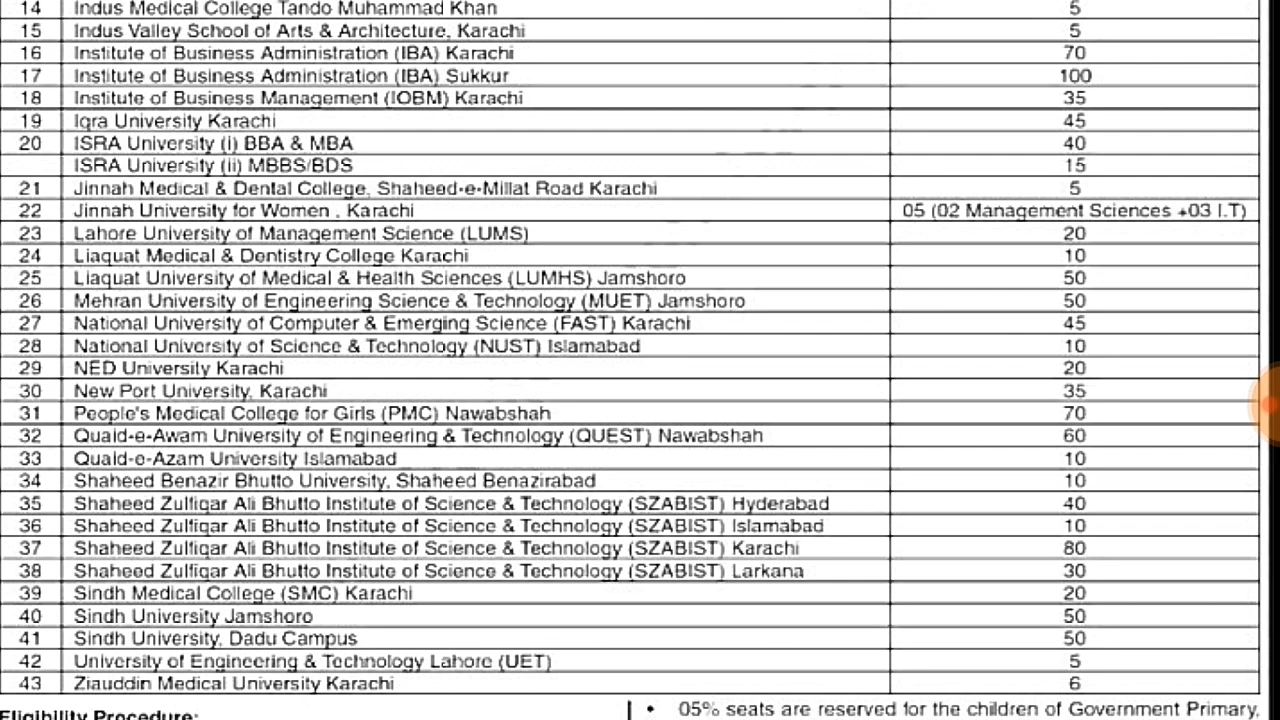 14 Indus Medical College Tando Muhammad Khan 5
15 Indus Valley School of Arts & Architecture, Karachi 5
16 Institute of Business Administration (IBA) Karachi 70
17 Institute of Business Administration (IBA) Sukkur 100
18 Institute of Business Management (IOBM) Karachi 35
19 Iqra University Karachi 45
20 ISRA University (i) BBA & MBA 40
ISRA University (ii) MBBS/BDS 15
21 Jinnah Medical & Dental College, Shaheed-e-Millat Road Karachi 5
22 Jinnah University for Women , Karachi 05 (02 Management Sciences +03 I.T)
23 Lahore University of Management Science (LUMS) 20
24 Liaquat Medical & Dentistry College Karachi 10
25 Liaquat University of Medical & Health Sciences (LUMHS) Jamshoro 50
26 Mehran University of Engineering Science & Technology (MUET) Jamshoro 50
27 National University of Computer & Emerging Science (FAST) Karachi 45
28 National University of Science & Technology (NUST) Islamabad 10
29 NED University Karachi 20
30 New Port University, Karachi 35
31 People's Medical College for Girls (PMC) Nawabshah 70
32 Quaid-e-Awam University of Engineering & Technology (QUEST) Nawabshah 60
33 Quaid-e-Azam University Islamabad 10
34 Shaheed Benazir Bhutto University, Shaheed Benazirabad 10
35 Shaheed Zulfiqar Ali Bhutto Institute of Science & Technology (SZABIST) Hyderabad 40
36 Shaheed Zulfiqar Ali Bhutto Institute of Science & Technology (SZABIST) Islamabad 10
37 Shaheed Zulfiqar Ali Bhutto Institute of Science & Technology (SZABIST) Karachi 80
38 Shaheed Zulfiqar Ali Bhutto Institute of Science & Technology (SZABIST) Larkana 30
39 Sindh Medical College (SMC) Karachi 20
40 Sindh University Jamshoro 50
41 Sindh University, Dadu Campus 50
42 University of Engineering & Technology Lahore (UET) 5
43 Ziauddin Medical University Karachi 6
Eligibility Procedure:
• 05% seats are reserved for the children of Government Primary,